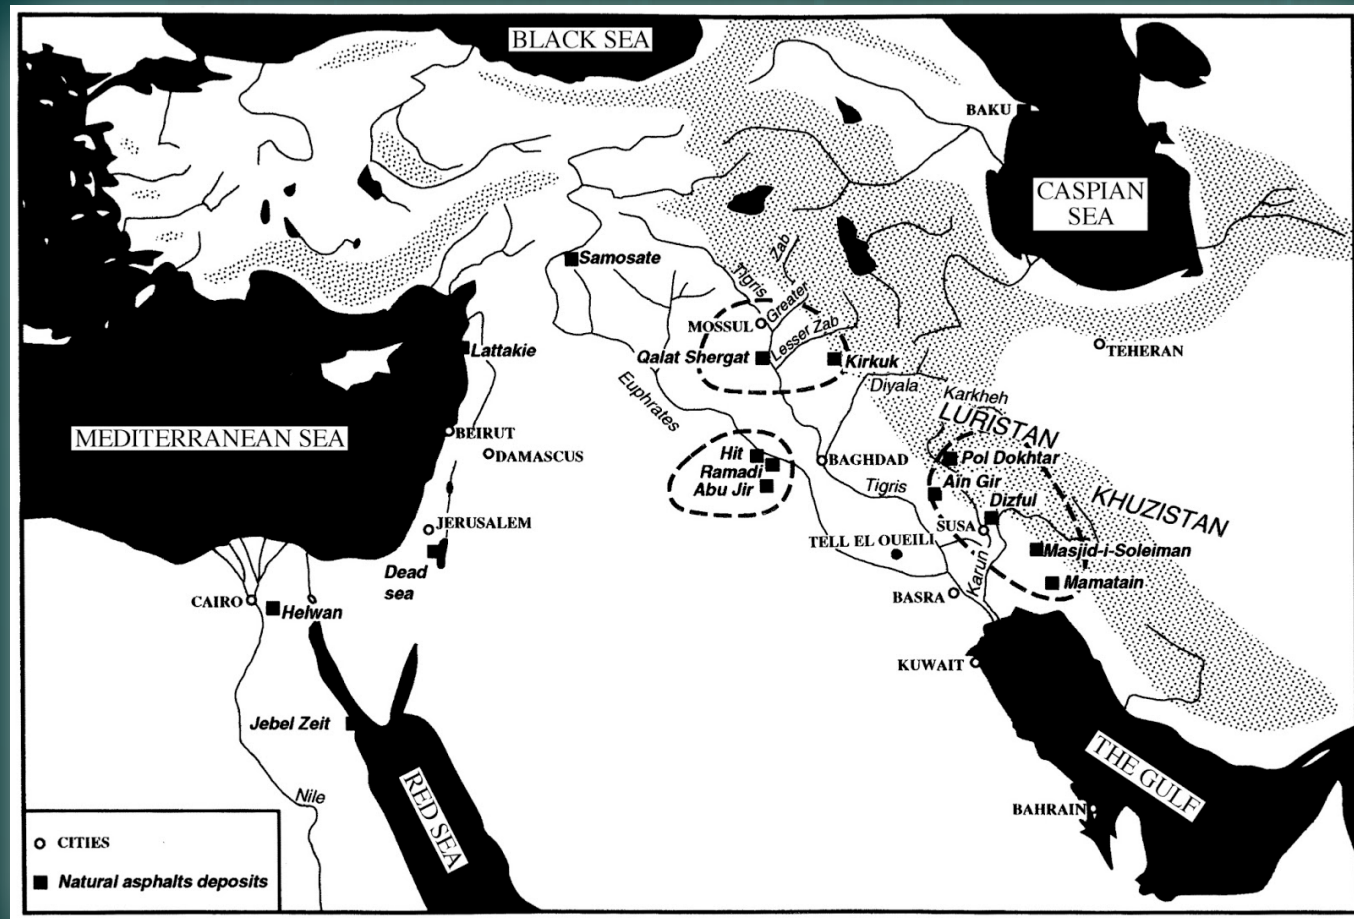 BLACK SEA
BAKU
CASPIAN
SEA
Samosate
Tigris
Zab
Greater
MOSSUL
Lesser Zab
Qalat Shergat
Kirkuk
TEHERAN
Lattakie
Euphrates
Diyala
Karkheh
LURISTAN
MEDITERRANEAN SEA
BEIRUT
DAMASCUS
Hit
Ramadi
Abu Jir
BAGHDAD
Pol Dokhtar
Ain Gir
Tigris
Dizful
KHUZISTAN
JERUSALEM
SUSA
TELL EL OUEILI
Masjid-i-Soleiman
Dead
sea
Karun
Mamatain
CAIRO
Helwan
BASRA
KUWAIT
Jebel Zeit
RED SEA
THE GULF
Nile
BAHRAIN
CITIES
Natural asphalts deposits